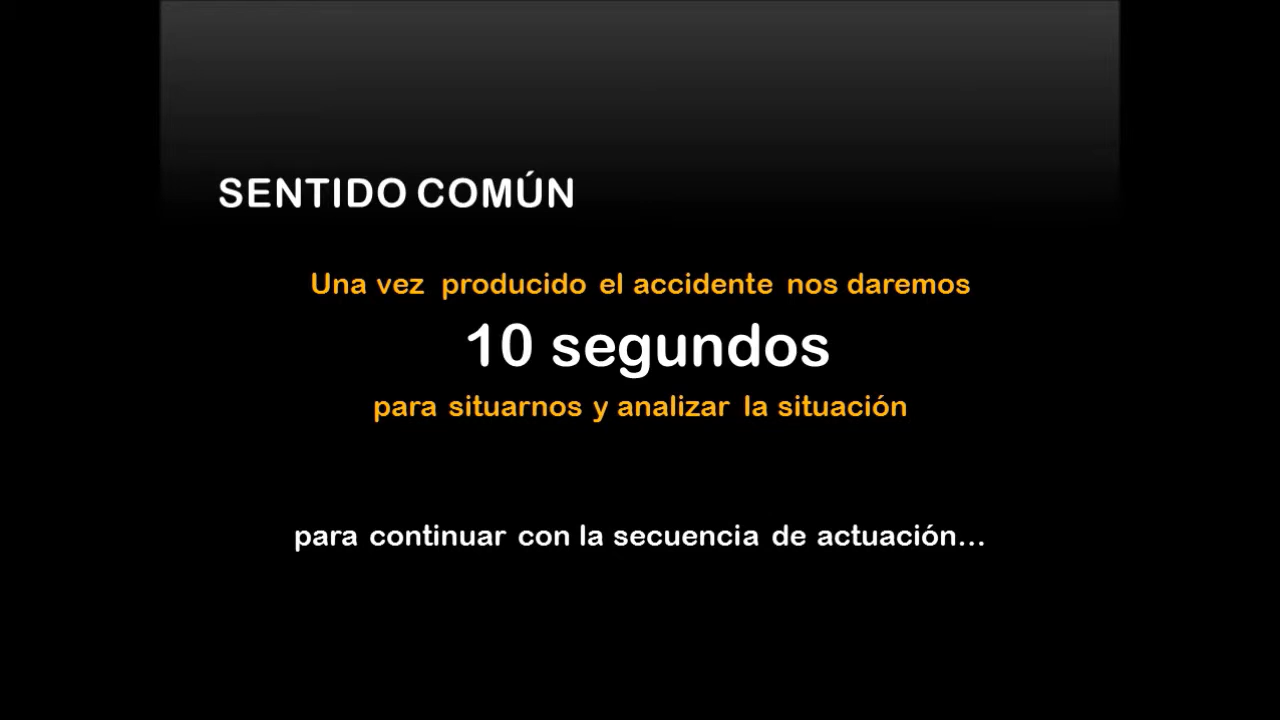 SENTIDO COMÚN
Una vez producido el accidente nos daremos
10 segundos
para situarnos y analizar la situación
para continuar con la secuencia de actuación...